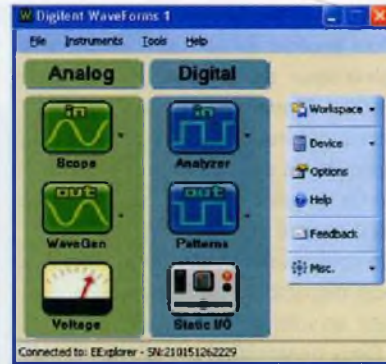 Digilent WaveForms 1
File Instruments Tools Help
Analog
Digital
in
Scope
in
Analyzer
out
WaveGen
out
Patterns
Voltage
Static I/O
Workspace
Device
Options
Help
Feedback
Misc.
Connected to: EExplorer - SN:210151262229